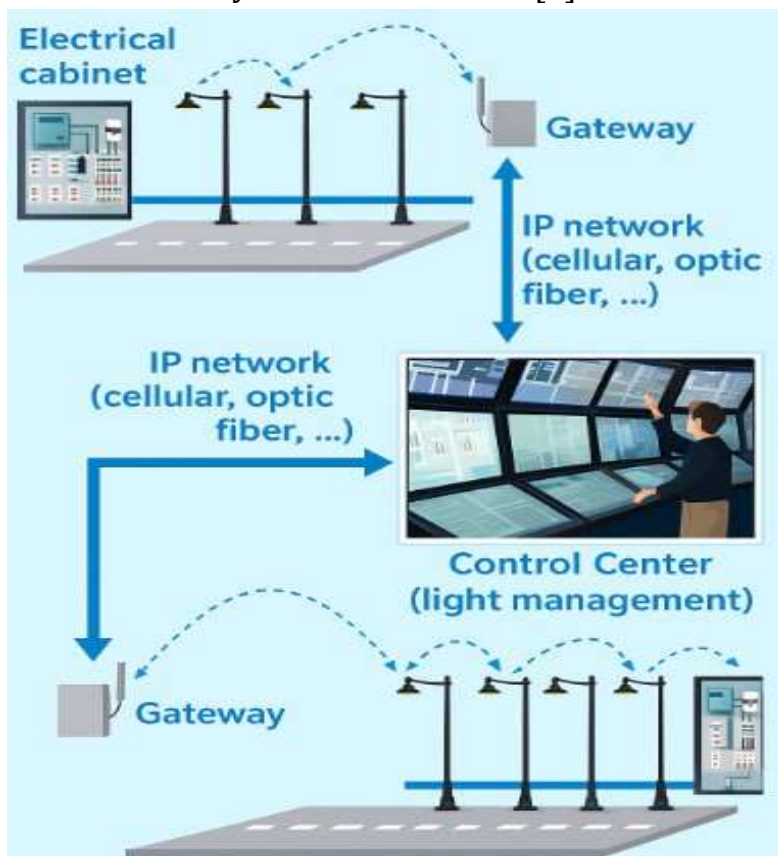 Electrical
cabinet
Gateway
IP network
(cellular, optic
fiber, ...)
IP network
(cellular, optic
fiber, ...)
Control Center
(light management)
Gateway